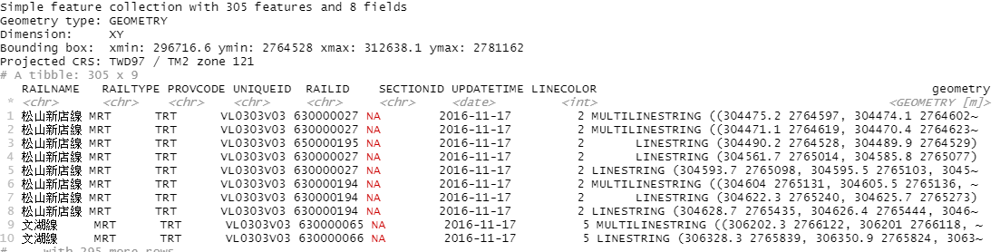 Simple feature collection with 305 features and 8 fields
Geometry type: GEOMETRY
Dimension:     XY
Bounding box:  xmin: 296716.6 ymin: 2764528 xmax: 312638.1 ymax: 2781162
Projected CRS: TWD97 / TM2 zone 121
# A tibble: 305 x 9
RAILNAME RAILTYPE PROVCODE UNIQUEID RAILID SECTIONID UPDATETIME LINECOLOR geometry
* <chr> <chr> <chr> <chr> <chr> <chr> <date> <int> <GEOMETRY [m]>
1 松山新店線 MRT TRT VL0303V03 630000027 NA 2016-11-17 2 MULTILINESTRING ((304475.2 2764597, 304474.1 2764602~
2 松山新店線 MRT TRT VL0303V03 630000027 NA 2016-11-17 2 MULTILINESTRING ((304471.1 2764619, 304470.4 2764623~
3 松山新店線 MRT TRT VL0303V03 650000195 NA 2016-11-17 2 LINESTRING (304490.2 2764528, 304489.9 2764529)
4 松山新店線 MRT TRT VL0303V03 630000027 NA 2016-11-17 2 LINESTRING (304561.7 2765014, 304585.8 2765077)
5 松山新店線 MRT TRT VL0303V03 630000027 NA 2016-11-17 2 LINESTRING (304593.7 2765098, 304595.5 2765103, 3045~
6 松山新店線 MRT TRT VL0303V03 630000194 NA 2016-11-17 2 MULTILINESTRING ((304604 2765131, 304605.5 2765136, ~
7 松山新店線 MRT TRT VL0303V03 630000194 NA 2016-11-17 2 LINESTRING (304622.3 2765240, 304625.7 2765273)
8 松山新店線 MRT TRT VL0303V03 630000194 NA 2016-11-17 2 LINESTRING (304628.7 2765435, 304626.4 2765444, 3046~
9 文湖線 MRT TRT VL0303V03 630000065 NA 2016-11-17 5 MULTILINESTRING ((306202.3 2766122, 306201 2766118, ~
10 文湖線 MRT TRT VL0303V03 630000066 NA 2016-11-17 5 LINESTRING (306328.3 2765839, 306350.9 2765824, 3063~
# ... with 295 more rows